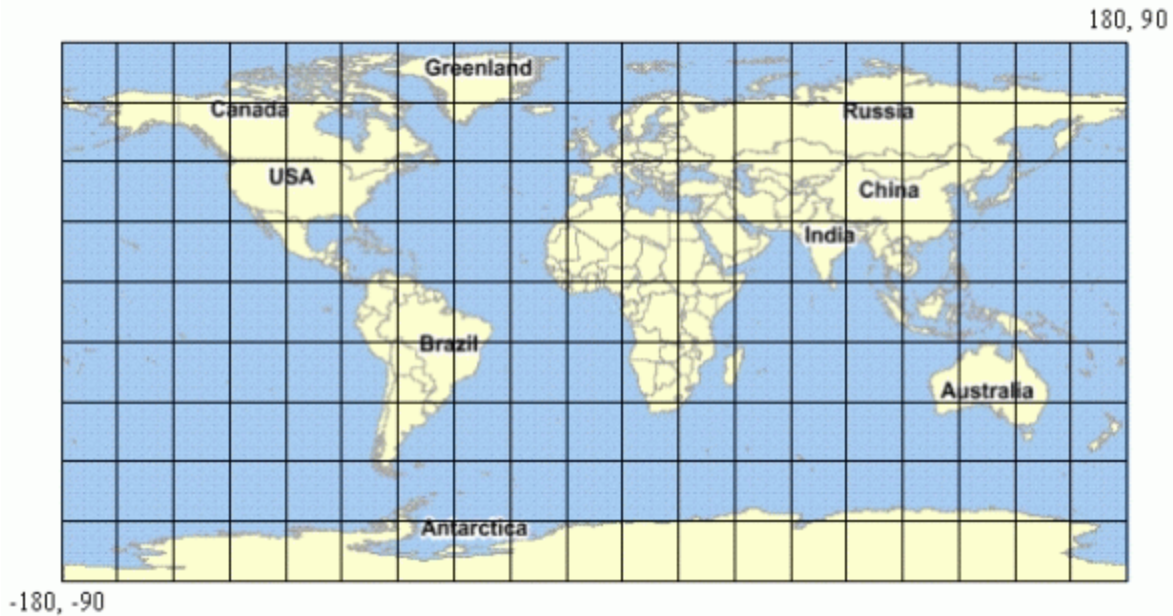 180, 90
Greenland
Canada
Russia
USA
China
India
Brazil
Australia
Antarctica
-180, -90